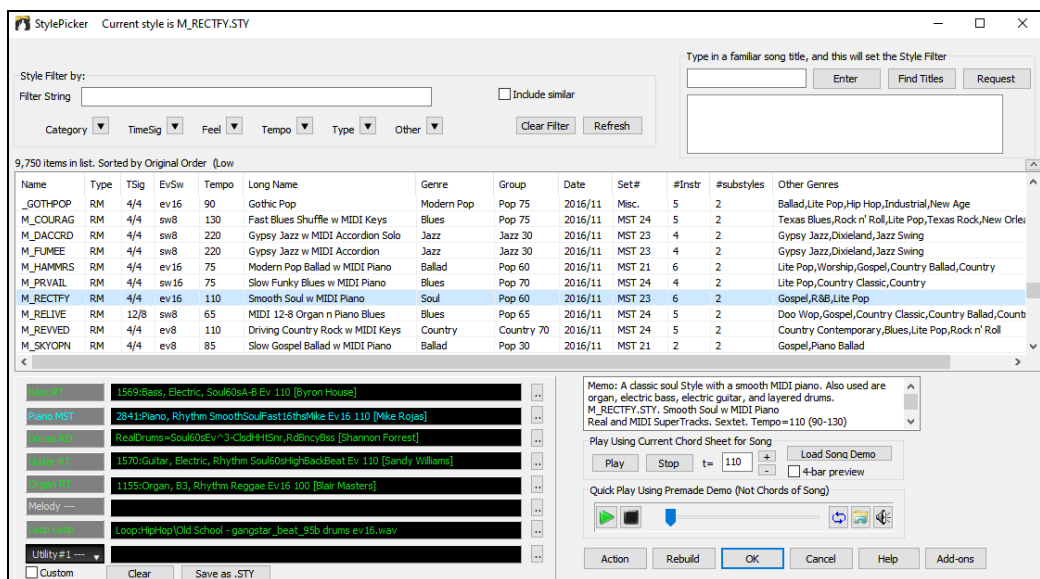 StylePicker Current style is M_RECTFY.STY
Type in a familiar song title, and this will set the Style Filter
Enter Find Titles Request
Style Filter by:
Filter String Include similar
Category TimeSig Feel Tempo Type Other Clear Filter Refresh
9,750 items in list. Sorted by Original Order (Low
Name Type TSig EvSw Tempo Long Name Genre Group Date Set# #Instr #substyles Other Genres
_GOTHPOP RM 4/4 ev16 90 Gothic Pop Modern Pop Pop 75 2016/11 Misc. 5 2 Ballad,Lite Pop,Hip Hop,Industrial,New Age
M_COURAG RM 4/4 sw8 130 Fast Blues Shuffle w MIDI Keys Blues Pop 75 2016/11 MST 24 5 2 Texas Blues,Rock n' Roll,Lite Pop,Texas Rock,New Orlea
M_DACCRD RM 4/4 sw8 220 Gypsy Jazz w MIDI Accordion Solo Jazz Jazz 30 2016/11 MST 23 4 2 Gypsy Jazz,Dixieland,Jazz Swing
M_FUMEE RM 4/4 sw8 220 Gypsy Jazz w MIDI Accordion Jazz Jazz 30 2016/11 MST 23 4 2 Gypsy Jazz,Dixieland,Jazz Swing
M_HAMMRS RM 4/4 ev16 75 Modern Pop Ballad w MIDI Piano Ballad Pop 60 2016/11 MST 21 6 2 Lite Pop,Worship,Gospel,Country Ballad,Country
M_PRVAIL RM 4/4 sw16 75 Slow Funky Blues w MIDI Piano Blues Pop 70 2016/11 MST 24 4 2 Lite Pop,Country Classic,Country
M_RECTFY RM 4/4 ev16 110 Smooth Soul w MIDI Piano Soul Pop 60 2016/11 MST 23 6 2 Gospel,R&B,Lite Pop
M_RELIVE RM 12/8 sw8 65 MIDI 12-8 Organ n Piano Blues Blues Pop 65 2016/11 MST 24 5 2 Doo Wop,Gospel,Country Classic,Country Ballad,Count
M_REVVED RM 4/4 ev8 110 Driving Country Rock w MIDI Keys Country Country 70 2016/11 MST 24 5 2 Country Contemporary,Blues,Lite Pop,Rock n' Roll
M_SKYOPN RM 4/4 ev8 85 Slow Gospel Ballad w MIDI Piano Ballad Pop 30 2016/11 MST 21 2 2 Gospel,Piano Ballad
Bass RT 1569:Bass, Electric, Soul60sA-B Ev 110 [Byron House] ..
Piano MST 2841:Piano, Rhythm SmoothSoulFast16thsMike Ev16 110 [Mike Rojas] ..
Drums RD RealDrums=Soul60sEv^3-ClsdHHtSnr,RdBncyBss [Shannon Forrest] ..
Guitar RT 1570:Guitar, Electric, Rhythm Soul60sHighBackBeat Ev 110 [Sandy Williams] ..
Organ RT 1155:Organ, B3, Rhythm Reggae Ev16 100 [Blair Masters] ..
Melody --- ..
Loop Loop Loop:HipHop\Old School - gangstar_beat_95b drums ev16.wav ..
Utility#1 --- ..
Custom Clear Save as .STY
Memo: A classic soul Style with a smooth MIDI piano. Also used are
organ, electric bass, electric guitar, and layered drums.
M_RECTFY.STY. Smooth Soul w MIDI Piano
Real and MIDI SuperTracks. Sextet. Tempo=110 (90-130)
Play Using Current Chord Sheet for Song
Play Stop t= 110 + - Load Song Demo
4-bar preview
Quick Play Using Premade Demo (Not Chords of Song)
Action Rebuild OK Cancel Help Add-ons